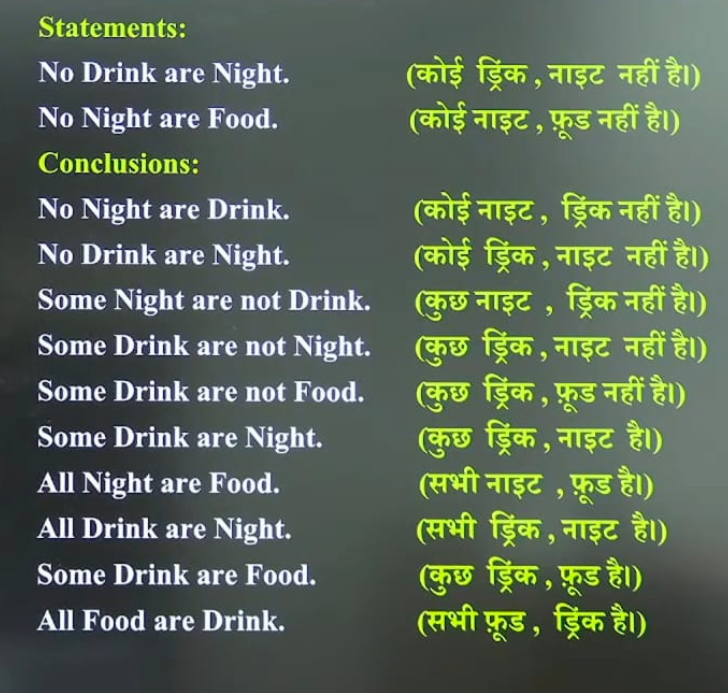 Statements:
No Drink are Night. (कोई ड्रिंक , नाइट नहीं है।)
No Night are Food. (कोई नाइट , फ़ूड नहीं है।)
Conclusions:
No Night are Drink. (कोई नाइट , ड्रिंक नहीं है।)
No Drink are Night. (कोई ड्रिंक , नाइट नहीं है।)
Some Night are not Drink. (कुछ नाइट , ड्रिंक नहीं है।)
Some Drink are not Night. (कुछ ड्रिंक , नाइट नहीं है।)
Some Drink are not Food. (कुछ ड्रिंक , फ़ूड नहीं है।)
Some Drink are Night. (कुछ ड्रिंक , नाइट है।)
All Night are Food. (सभी नाइट , फ़ूड है।)
All Drink are Night. (सभी ड्रिंक , नाइट है।)
Some Drink are Food. (कुछ ड्रिंक , फ़ूड है।)
All Food are Drink. (सभी फ़ूड , ड्रिंक है।)